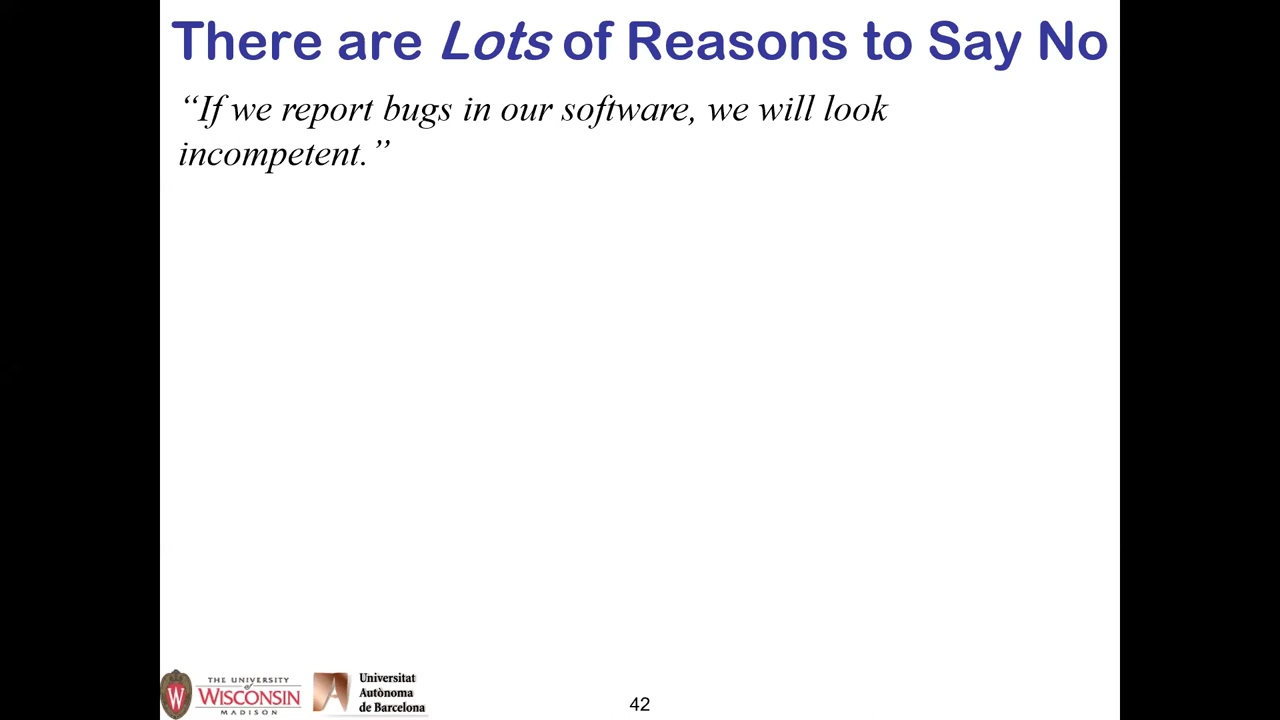 There are Lots of Reasons to Say No
“If we report bugs in our software, we will look
incompetent.”
THE UNIVERSITY
of
WISCONSIN
MADISON
W
A
Universitat
Autònoma
de Barcelona
42